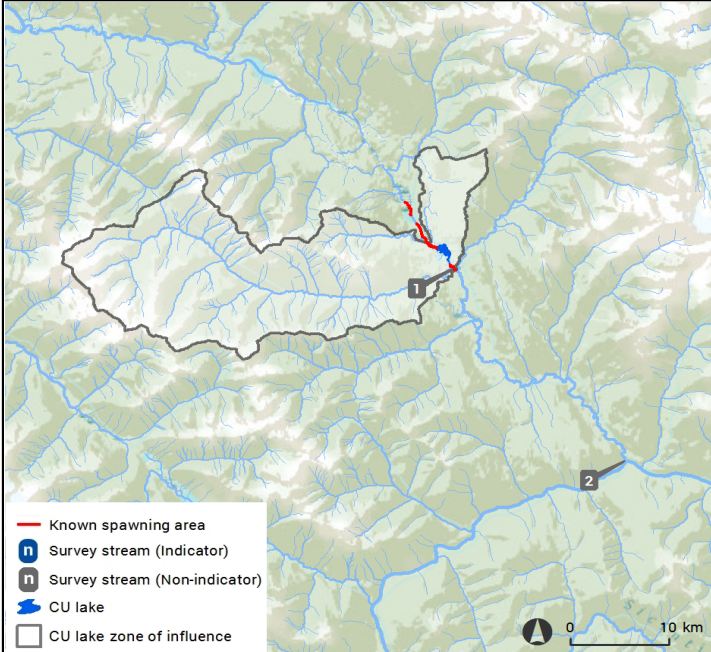 1
2
Known spawning area
n Survey stream (Indicator)
n Survey stream (Non-indicator)
CU lake
CU lake zone of influence
0 10 km